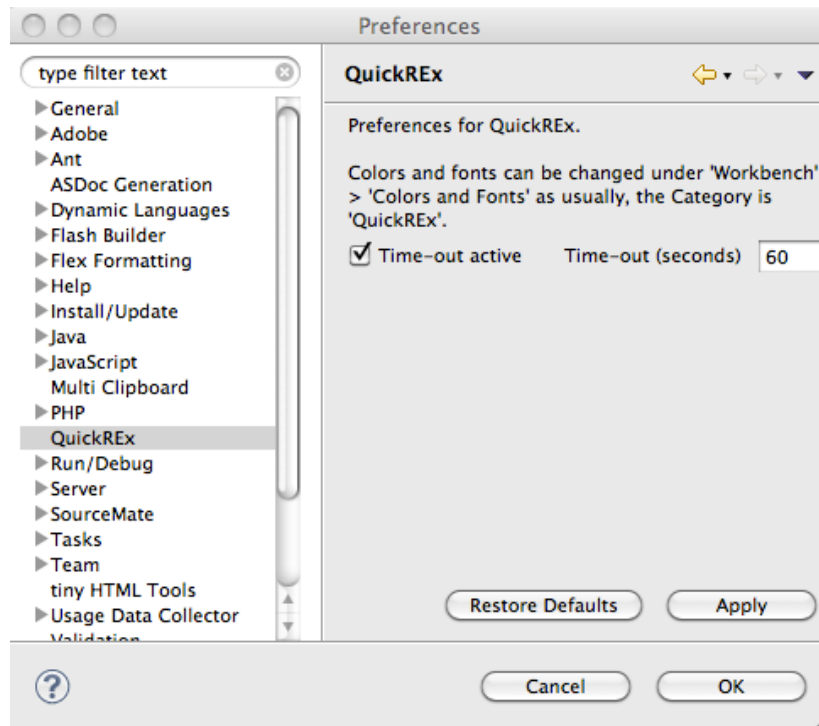 Preferences
type filter text
General
Adobe
Ant
ASDoc Generation
Dynamic Languages
Flash Builder
Flex Formatting
Help
Install/Update
Java
JavaScript
Multi Clipboard
PHP
QuickREx
Run/Debug
Server
SourceMate
Tasks
Team
tiny HTML Tools
Usage Data Collector
Validation
QuickREx
Preferences for QuickREx.
Colors and fonts can be changed under 'Workbench'
> 'Colors and Fonts' as usually, the Category is
'QuickREx'.
Time-out active Time-out (seconds) 60
Restore Defaults Apply
? Cancel OK